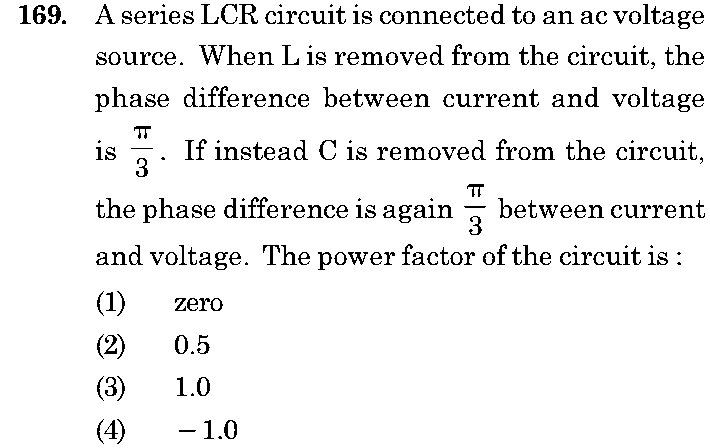 169. A series LCR circuit is connected to an ac voltage
source. When L is removed from the circuit, the
phase difference between current and voltage
is π/3. If instead C is removed from the circuit,
the phase difference is again π/3 between current
and voltage. The power factor of the circuit is :
(1) zero
(2) 0.5
(3) 1.0
(4) −1.0